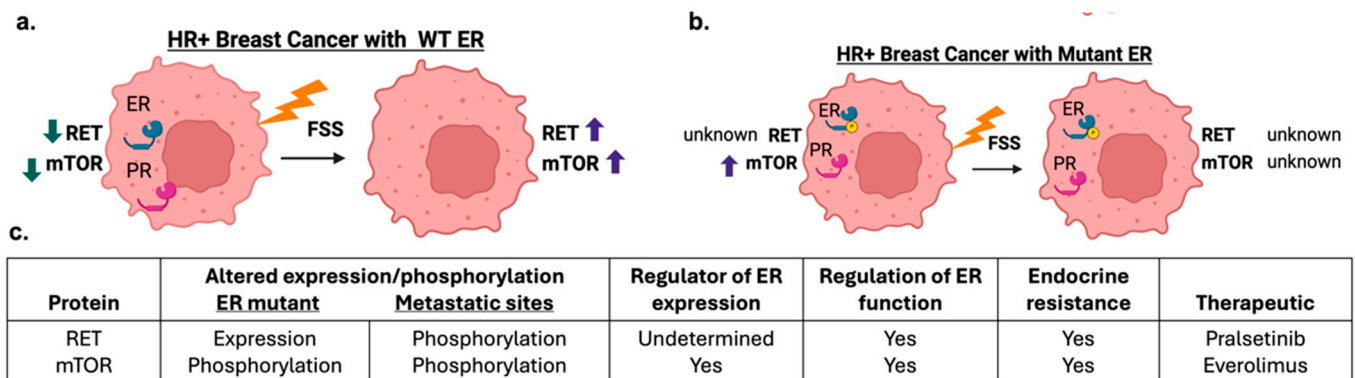 a.
HR+ Breast Cancer with WT ER
ER
RET
FSS
RET
mTOR
mTOR
PR
b.
HR+ Breast Cancer with Mutant ER
ER
ER
unknown RET
FSS
RET unknown
PR
PR
mTOR
mTOR unknown
P
P
c.
Protein
Altered expression/phosphorylation
ER mutant Metastatic sites
Regulator of ER
expression
Regulation of ER
function
Endocrine
resistance
Therapeutic
RET Expression Phosphorylation Undetermined Yes Yes Pralsetinib
mTOR Phosphorylation Phosphorylation Yes Yes Yes Everolimus